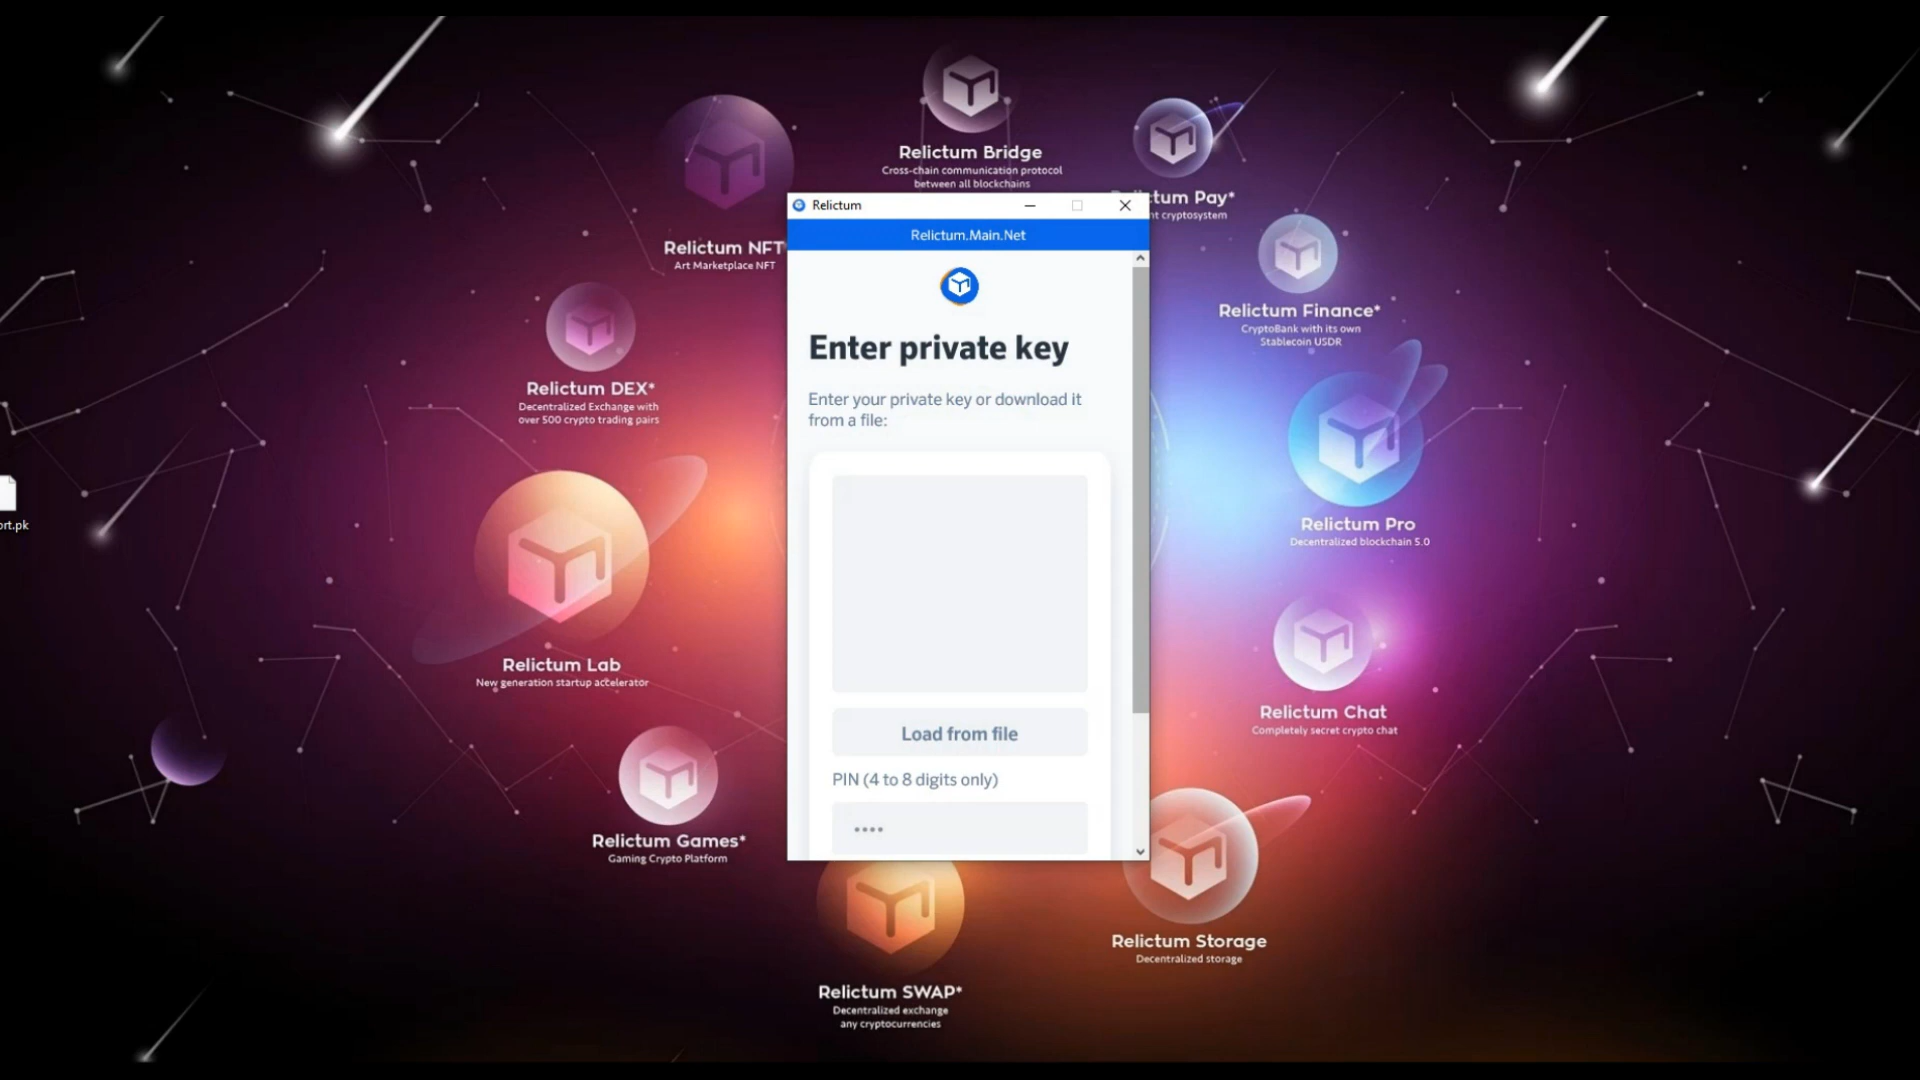 Relictum Bridge
Cross-chain communication protocol
between all blockchains
tum Pay*
nt cryptosystem
Relictum NFT
Art Marketplace NFT
Relictum Finance*
CryptoBank with its own
Stablecoin USDR
Relictum DEX*
Decentralized Exchange with
over 500 crypto trading pairs
Relictum Pro
Decentralized blockchain 5.0
ort.pk
Relictum Lab
New generation startup accelerator
Relictum Chat
Completely secret crypto chat
Relictum Games*
Gaming Crypto Platform
Relictum Storage
Decentralized storage
Relictum SWAP*
Decentralized exchange
any cryptocurrencies
Relictum
Relictum.Main.Net
Enter private key
Enter your private key or download it
from a file:
Load from file
PIN (4 to 8 digits only)